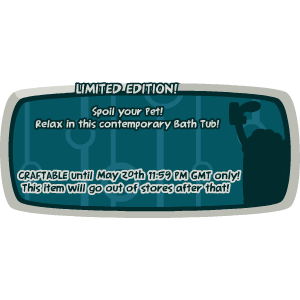 LIMITED EDITION!
Spoil your Pet!
Relax in this contemporary Bath Tub!
CRAFTABLE until May 20th 11:59 PM GMT only!
This item will go out of stores after that!